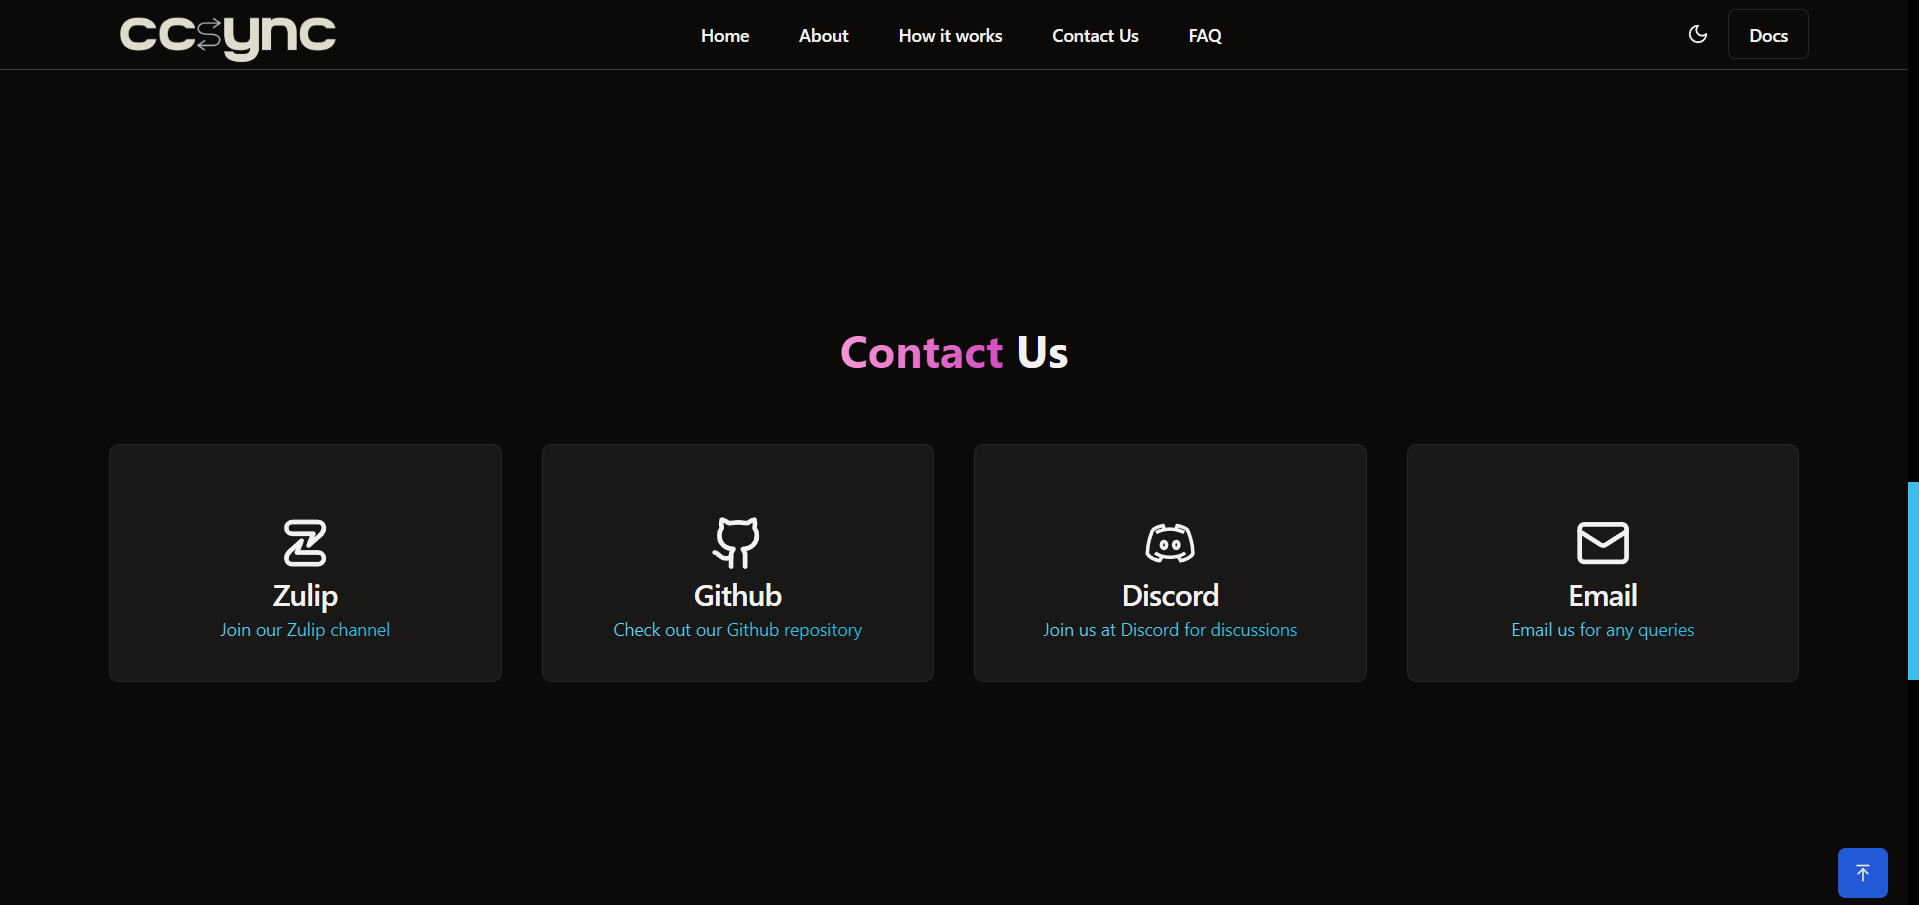 ccsync
Home About How it works Contact Us FAQ Docs
Contact Us
Zulip
Join our Zulip channel
Github
Check out our Github repository
Discord
Join us at Discord for discussions
Email
Email us for any queries